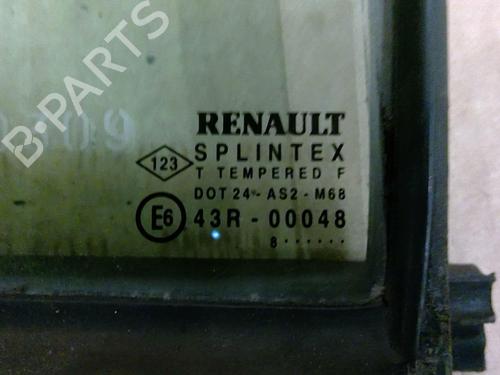 B-PARTS
RENAULT
SPLINTEX
123
T TEMPERED F
DOT 24 - AS2 - M68
E6 43R - 00048
8······